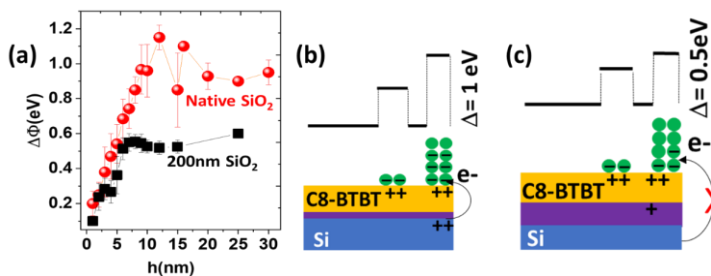 (a)
ΔΦ(eV)
1.2
1.0
0.8
0.6
0.4
0.2
Native SiO₂
200nm SiO₂
0 5 10 15 20 25 30
h(nm)
(b)
Δ= 1 eV
e-
C8-BTBT
++
++
Si
++
(c)
Δ= 0.5eV
e-
C8-BTBT
++
++
+
Si